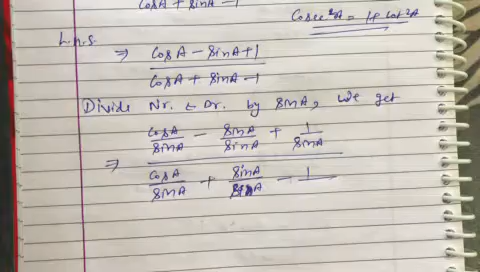 CosA + SinA - 1
Cosec²A = 1+ cot²A
L.h.s.
⇒ CosA - SinA+1
CosA + SinA - 1
Divide Nr. & Dr. by SinA, we get
⇒ CosA/SinA - SinA/SinA + 1/SinA
CosA/SinA + SinA/SinA - 1